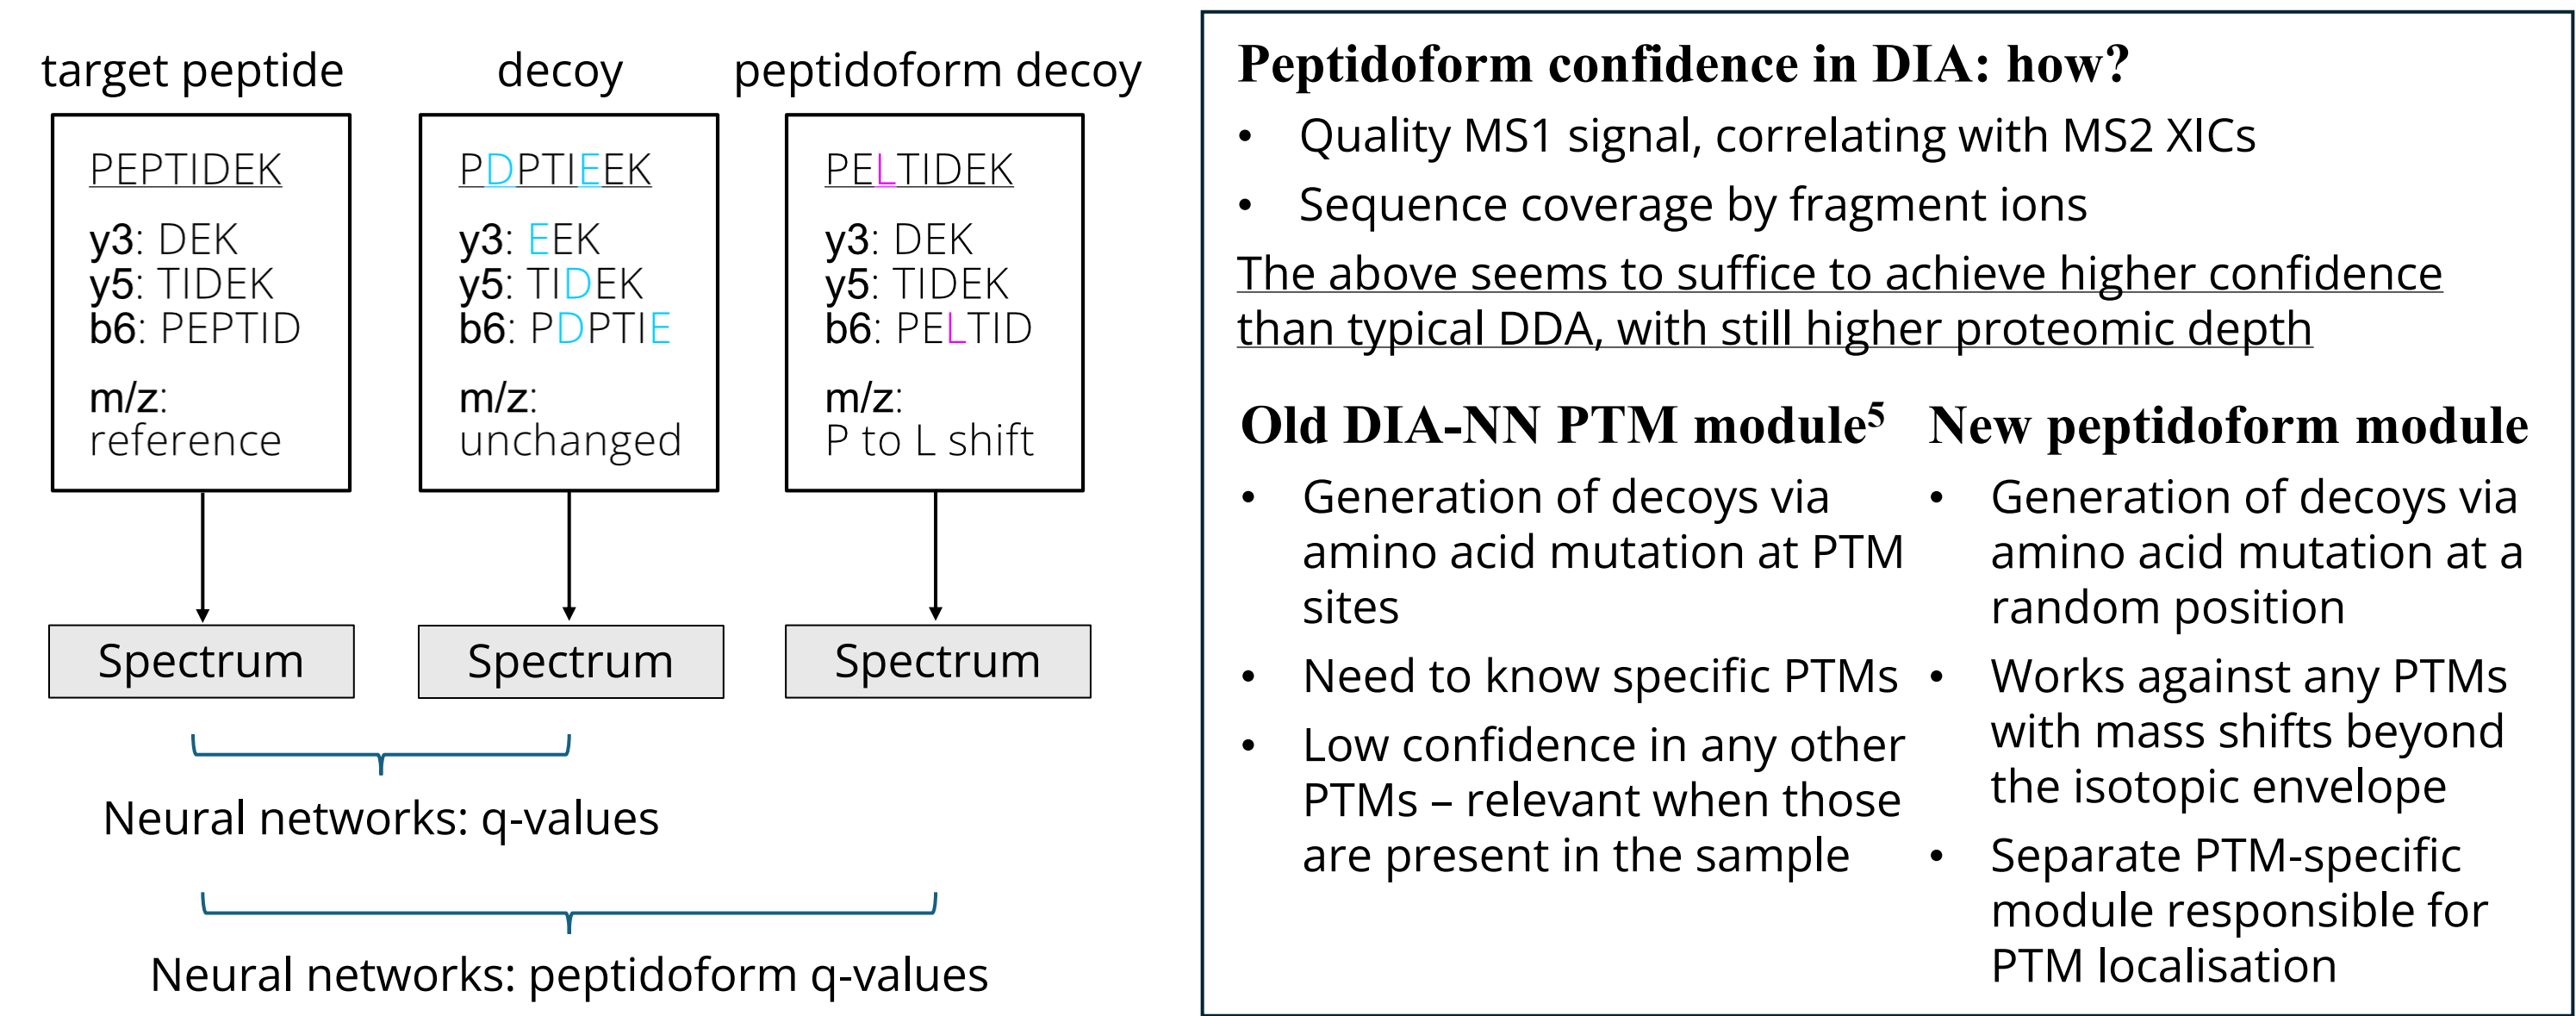 target peptide
PEPTIDEK
y3: DEK
y5: TIDEK
b6: PEPTID
m/z:
reference
Spectrum
decoy
PDPTIEEK
y3: EEK
y5: TIDEK
b6: PDPTIE
m/z:
unchanged
Spectrum
peptidoform decoy
PELTIDEK
y3: DEK
y5: TIDEK
b6: PELTID
m/z:
P to L shift
Spectrum
Neural networks: q-values
Neural networks: peptidoform q-values
Peptidoform confidence in DIA: how?
• Quality MS1 signal, correlating with MS2 XICs
• Sequence coverage by fragment ions
The above seems to suffice to achieve higher confidence
than typical DDA, with still higher proteomic depth
Old DIA-NN PTM module⁵
• Generation of decoys via
amino acid mutation at PTM
sites
• Need to know specific PTMs
• Low confidence in any other
PTMs – relevant when those
are present in the sample
New peptidoform module
• Generation of decoys via
amino acid mutation at a
random position
• Works against any PTMs
with mass shifts beyond
the isotopic envelope
• Separate PTM-specific
module responsible for
PTM localisation